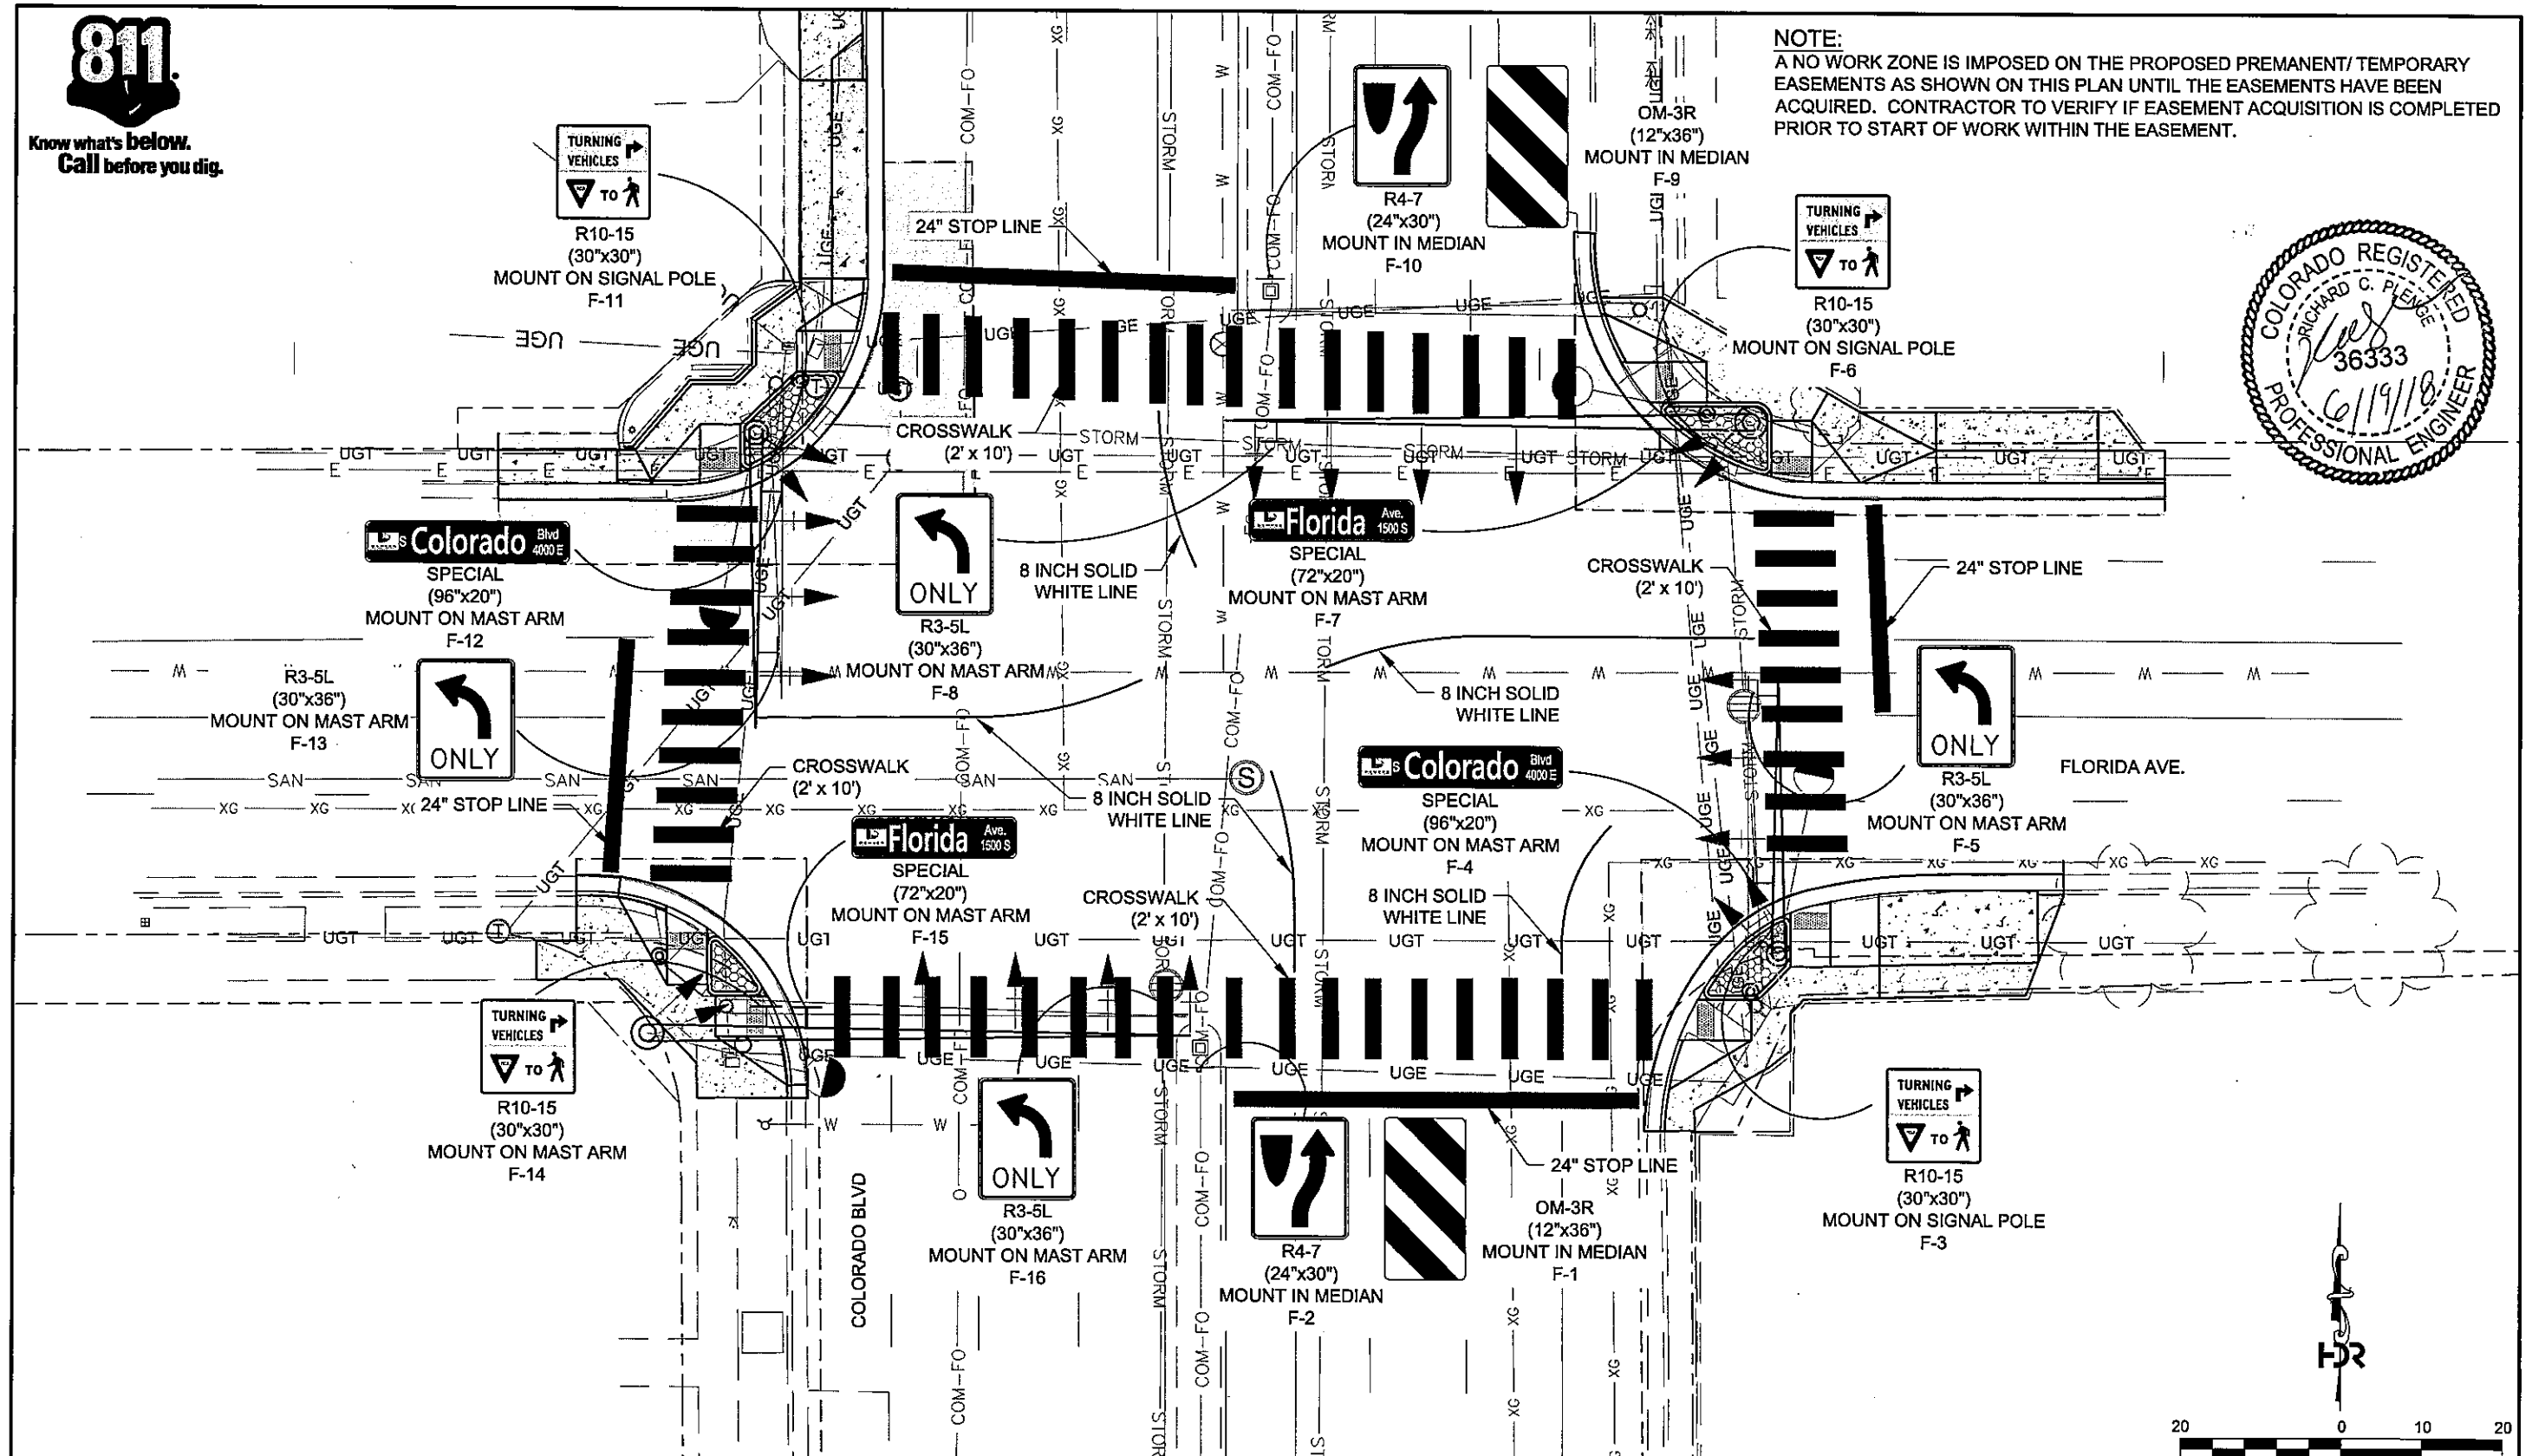 811.
Know what's below.
Call before you dig.
NOTE:
A NO WORK ZONE IS IMPOSED ON THE PROPOSED PREMANENT/ TEMPORARY
EASEMENTS AS SHOWN ON THIS PLAN UNTIL THE EASEMENTS HAVE BEEN
ACQUIRED. CONTRACTOR TO VERIFY IF EASEMENT ACQUISITION IS COMPLETED
PRIOR TO START OF WORK WITHIN THE EASEMENT.
COLORADO REGISTERED
RICHARD C. PLENGE
36333
6/19/18
PROFESSIONAL ENGINEER
TURNING
VEHICLES
TO
R10-15
(30"x30")
MOUNT ON SIGNAL POLE
F-11
24" STOP LINE
R4-7
(24"x30")
MOUNT IN MEDIAN
F-10
OM-3R
(12"x36")
MOUNT IN MEDIAN
F-9
TURNING
VEHICLES
TO
R10-15
(30"x30")
MOUNT ON SIGNAL POLE
F-6
CROSSWALK
(2' x 10')
S Colorado Blvd
4000 E
SPECIAL
(96"x20")
MOUNT ON MAST ARM
F-12
ONLY
R3-5L
(30"x36")
MOUNT ON MAST ARM
F-8
8 INCH SOLID
WHITE LINE
Florida Ave.
1500 S
SPECIAL
(72"x20")
MOUNT ON MAST ARM
F-7
CROSSWALK
(2' x 10')
24" STOP LINE
R3-5L
(30"x36")
MOUNT ON MAST ARM
F-13
ONLY
8 INCH SOLID
WHITE LINE
ONLY
R3-5L
(30"x36")
MOUNT ON MAST ARM
F-5
FLORIDA AVE.
24" STOP LINE
CROSSWALK
(2' x 10')
8 INCH SOLID
WHITE LINE
S Colorado Blvd
4000 E
SPECIAL
(96"x20")
MOUNT ON MAST ARM
F-4
Florida Ave.
1500 S
SPECIAL
(72"x20")
MOUNT ON MAST ARM
F-15
CROSSWALK
(2' x 10')
8 INCH SOLID
WHITE LINE
TURNING
VEHICLES
TO
R10-15
(30"x30")
MOUNT ON MAST ARM
F-14
COLORADO BLVD
ONLY
R3-5L
(30"x36")
MOUNT ON MAST ARM
F-16
R4-7
(24"x30")
MOUNT IN MEDIAN
F-2
24" STOP LINE
OM-3R
(12"x36")
MOUNT IN MEDIAN
F-1
TURNING
VEHICLES
TO
R10-15
(30"x30")
MOUNT ON SIGNAL POLE
F-3
HDR
20 0 10 20
UGE
UGT
E
STORM
COM-FO
XG
W
SAN
S
T